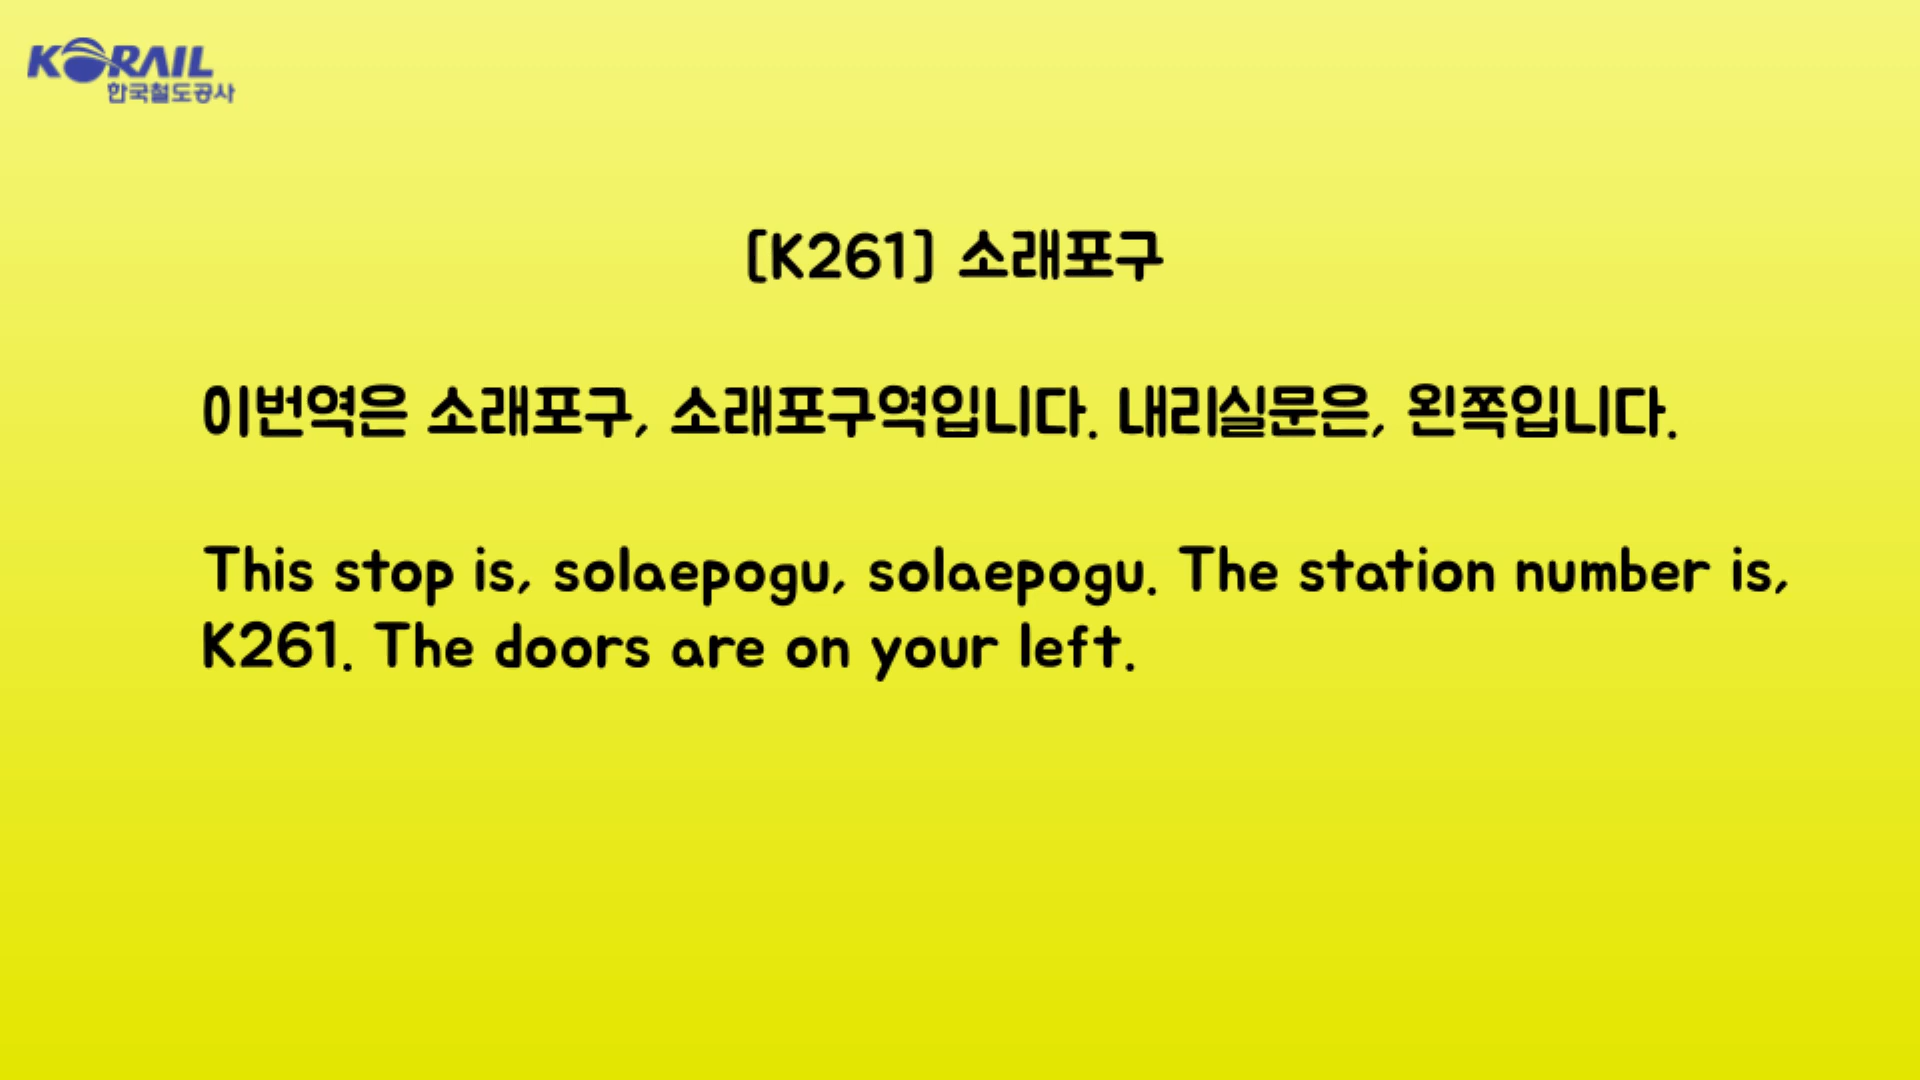 KORAIL
한국철도공사
[K261] 소래포구
이번역은 소래포구, 소래포구역입니다. 내리실문은, 왼쪽입니다.
This stop is, solaepogu, solaepogu. The station number is,
K261. The doors are on your left.